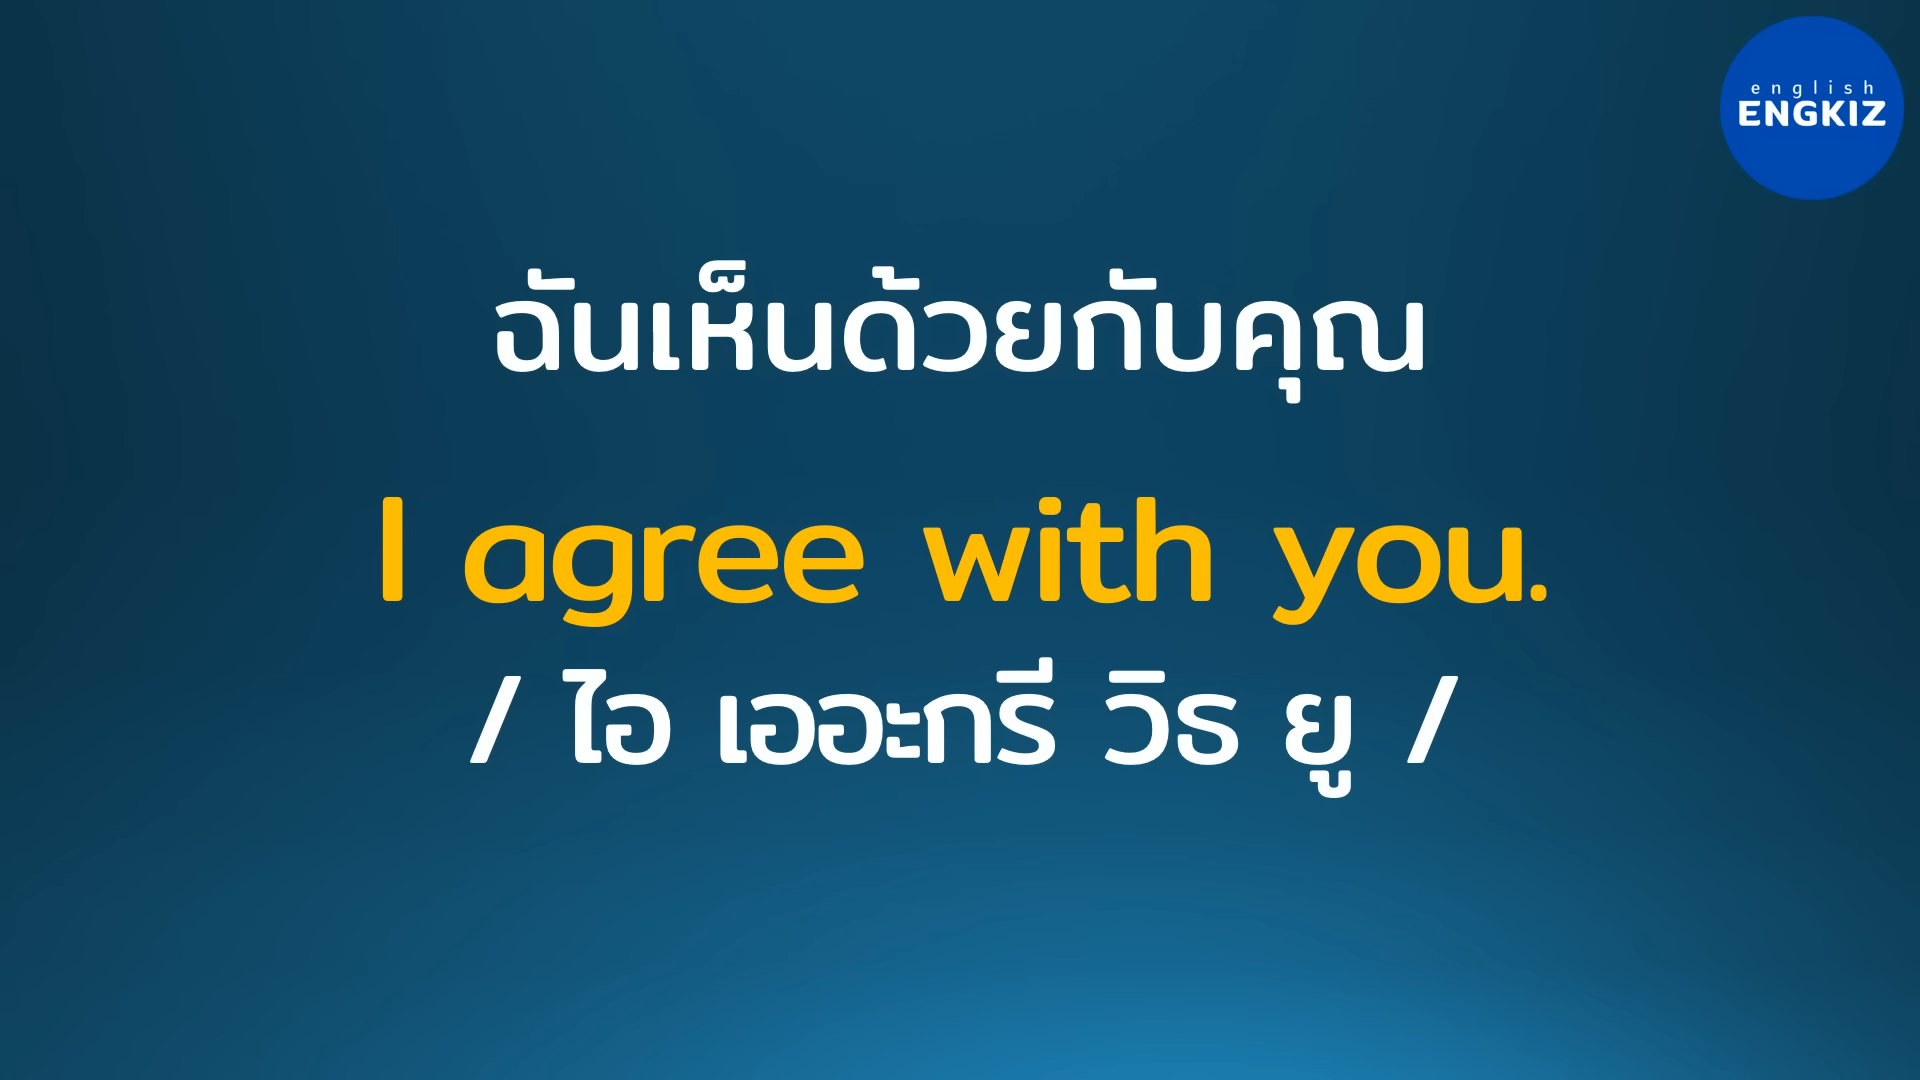 english
ENGKIZ
ฉันเห็นด้วยกับคุณ
I agree with you.
/ ไอ เออะกรี วิธ ยู /